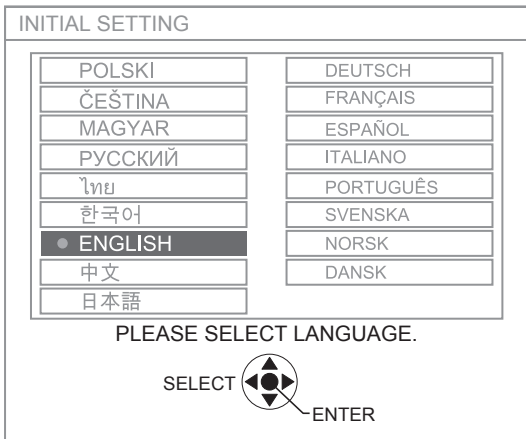 INITIAL SETTING
POLSKI
ČEŠTINA
MAGYAR
РУССКИЙ
ไทย
한국어
ENGLISH
中文
日本語
DEUTSCH
FRANÇAIS
ESPAÑOL
ITALIANO
PORTUGUÊS
SVENSKA
NORSK
DANSK
PLEASE SELECT LANGUAGE.
SELECT
ENTER